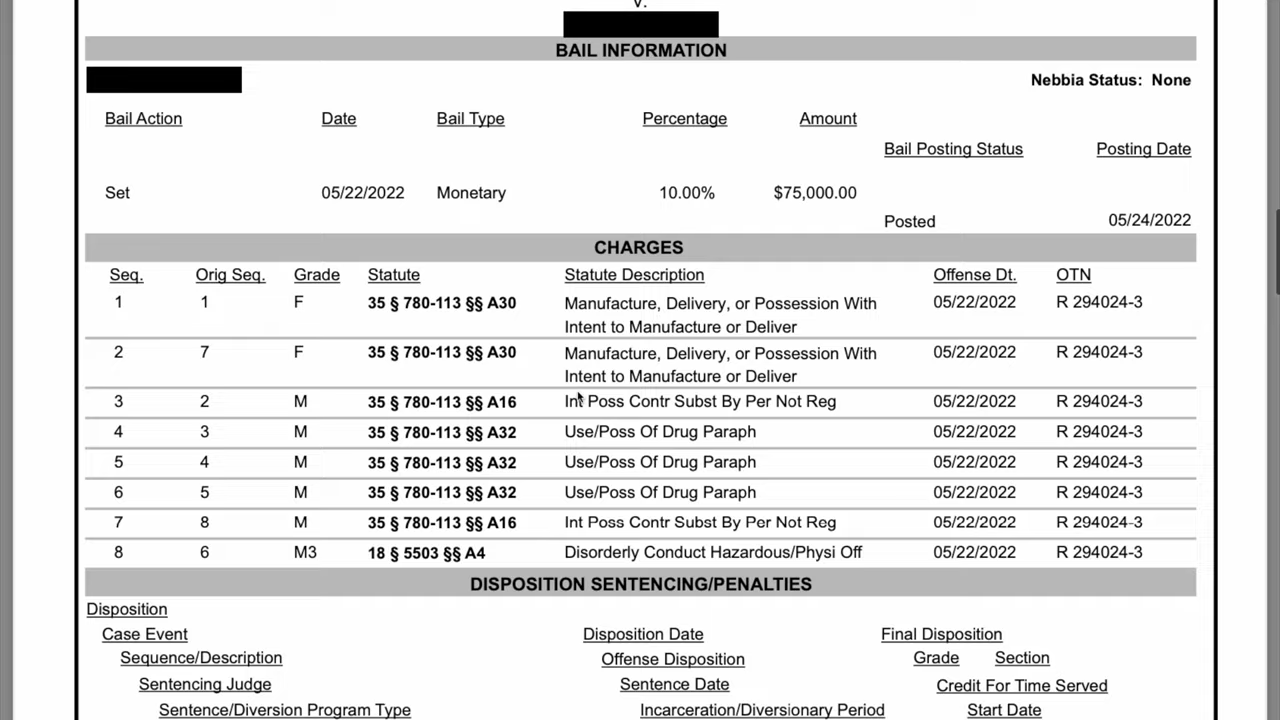 v.
BAIL INFORMATION
Nebbia Status: None
Bail Action Date Bail Type Percentage Amount
Bail Posting Status Posting Date
Set 05/22/2022 Monetary 10.00% $75,000.00
Posted 05/24/2022
CHARGES
Seq. Orig Seq. Grade Statute Statute Description Offense Dt. OTN
1 1 F 35 § 780-113 §§ A30 Manufacture, Delivery, or Possession With 05/22/2022 R 294024-3
Intent to Manufacture or Deliver
2 7 F 35 § 780-113 §§ A30 Manufacture, Delivery, or Possession With 05/22/2022 R 294024-3
Intent to Manufacture or Deliver
3 2 M 35 § 780-113 §§ A16 Int Poss Contr Subst By Per Not Reg 05/22/2022 R 294024-3
4 3 M 35 § 780-113 §§ A32 Use/Poss Of Drug Paraph 05/22/2022 R 294024-3
5 4 M 35 § 780-113 §§ A32 Use/Poss Of Drug Paraph 05/22/2022 R 294024-3
6 5 M 35 § 780-113 §§ A32 Use/Poss Of Drug Paraph 05/22/2022 R 294024-3
7 8 M 35 § 780-113 §§ A16 Int Poss Contr Subst By Per Not Reg 05/22/2022 R 294024-3
8 6 M3 18 § 5503 §§ A4 Disorderly Conduct Hazardous/Physi Off 05/22/2022 R 294024-3
DISPOSITION SENTENCING/PENALTIES
Disposition
Case Event Disposition Date Final Disposition
Sequence/Description Offense Disposition Grade Section
Sentencing Judge Sentence Date Credit For Time Served
Sentence/Diversion Program Type Incarceration/Diversionary Period Start Date